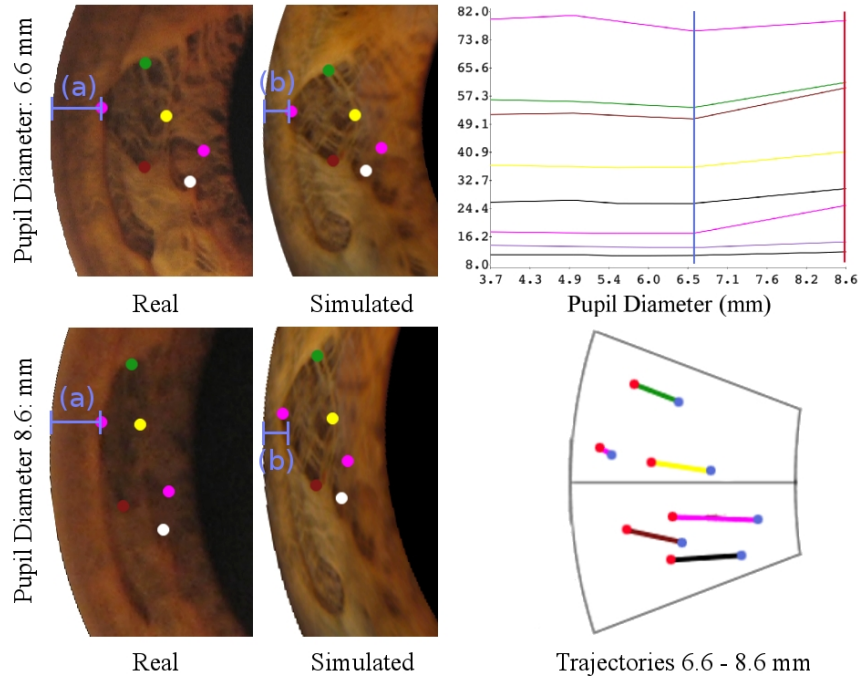 Pupil Diameter: 6.6 mm
(a)
(b)
Real
Simulated
82.0
73.8
65.6
57.3
49.1
40.9
32.7
24.4
16.2
8.0
3.7 4.3 4.9 5.4 6.0 6.5 7.1 7.6 8.2 8.6
Pupil Diameter (mm)
Pupil Diameter 8.6: mm
(a)
(b)
Real
Simulated
Trajectories 6.6 - 8.6 mm